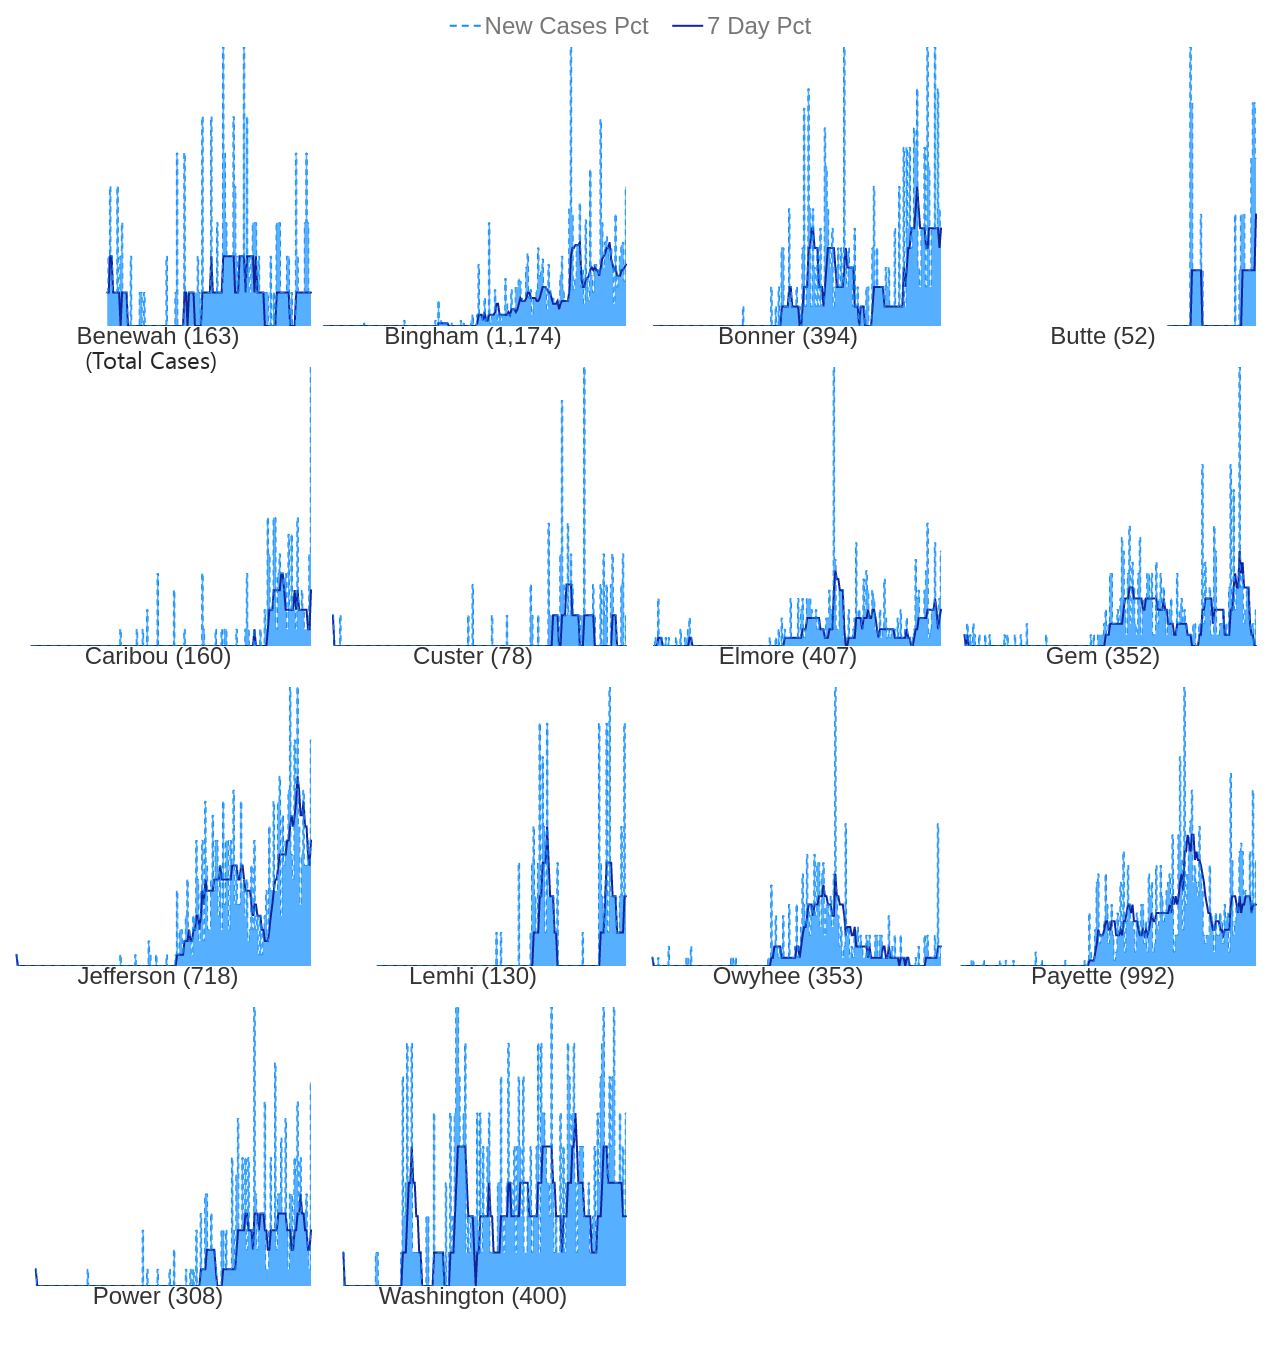 New Cases Pct 7 Day Pct
Benewah (163) Bingham (1,174) Bonner (394) Butte (52)
(Total Cases)
Caribou (160) Custer (78) Elmore (407) Gem (352)
Jefferson (718) Lemhi (130) Owyhee (353) Payette (992)
Power (308) Washington (400)